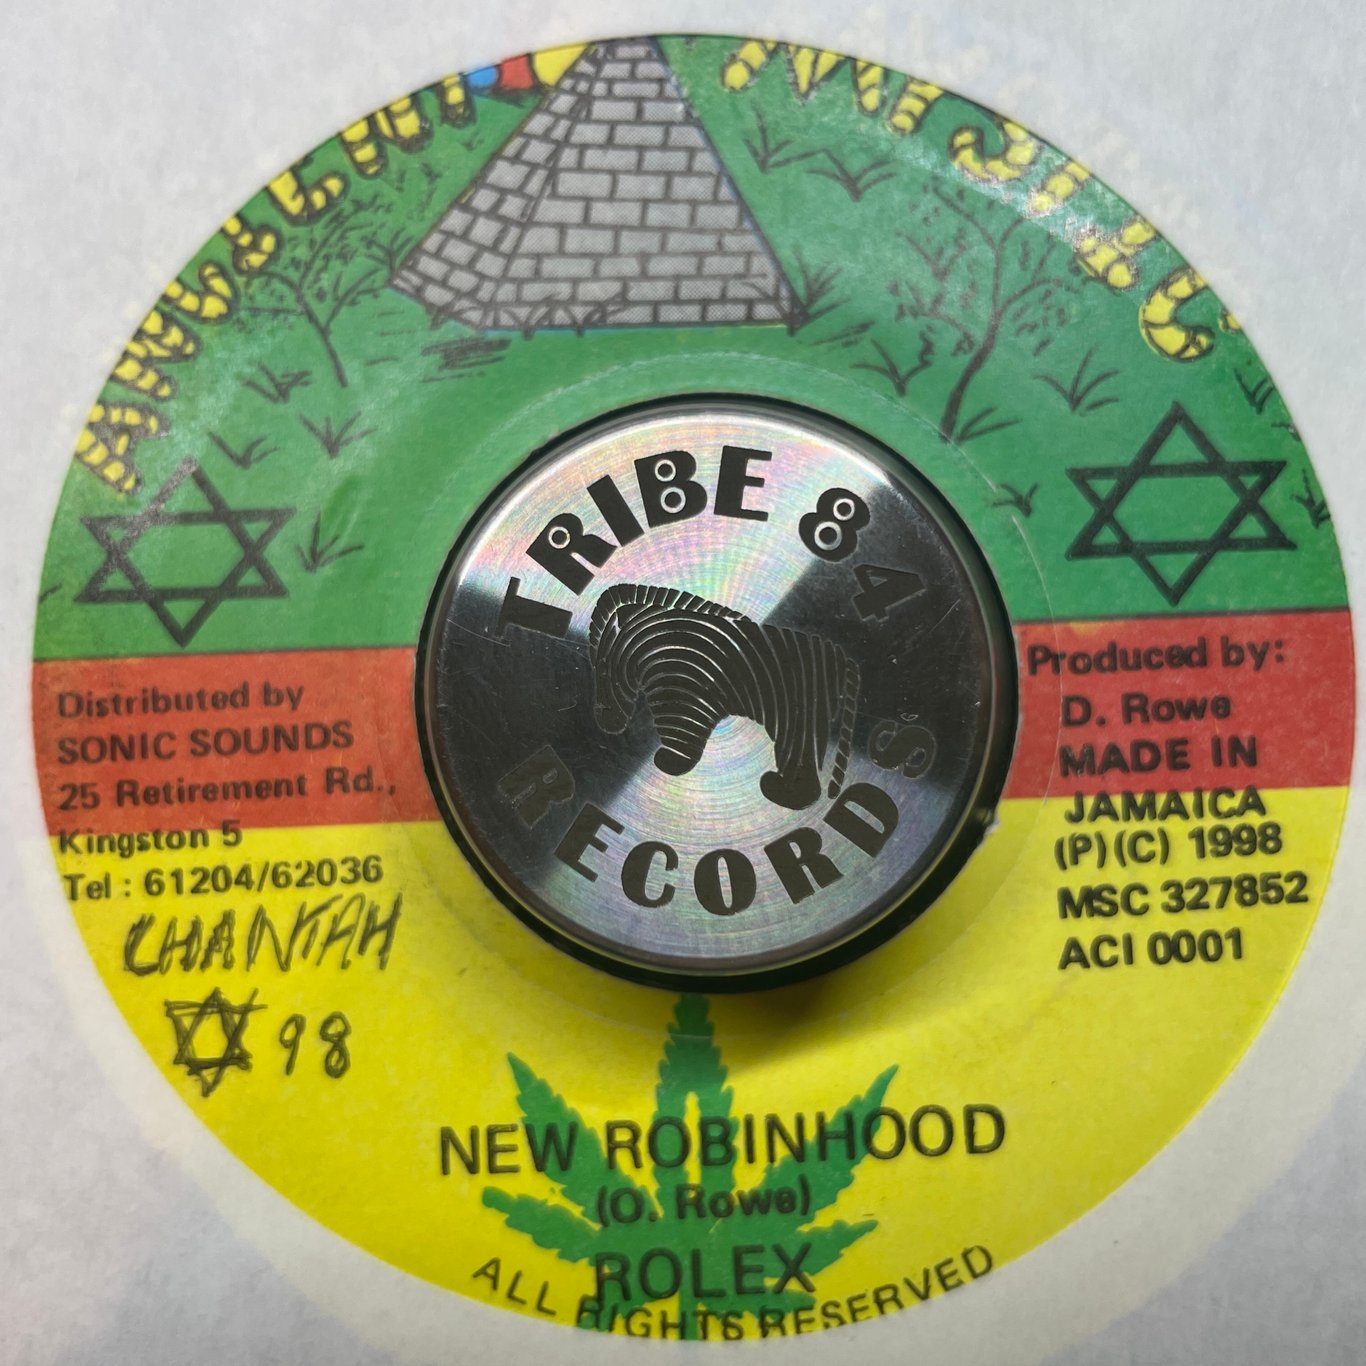 TRIBE 84
RECORDS
Distributed by
SONIC SOUNDS
25 Retirement Rd.,
Kingston 5
Tel : 61204/62036
CHANTAH
98
Produced by:
D. Rowe
MADE IN
JAMAICA
(P)(C) 1998
MSC 327852
ACI 0001
NEW ROBINHOOD
(O. Rowe)
ROLEX
ALL RIGHTS RESERVED